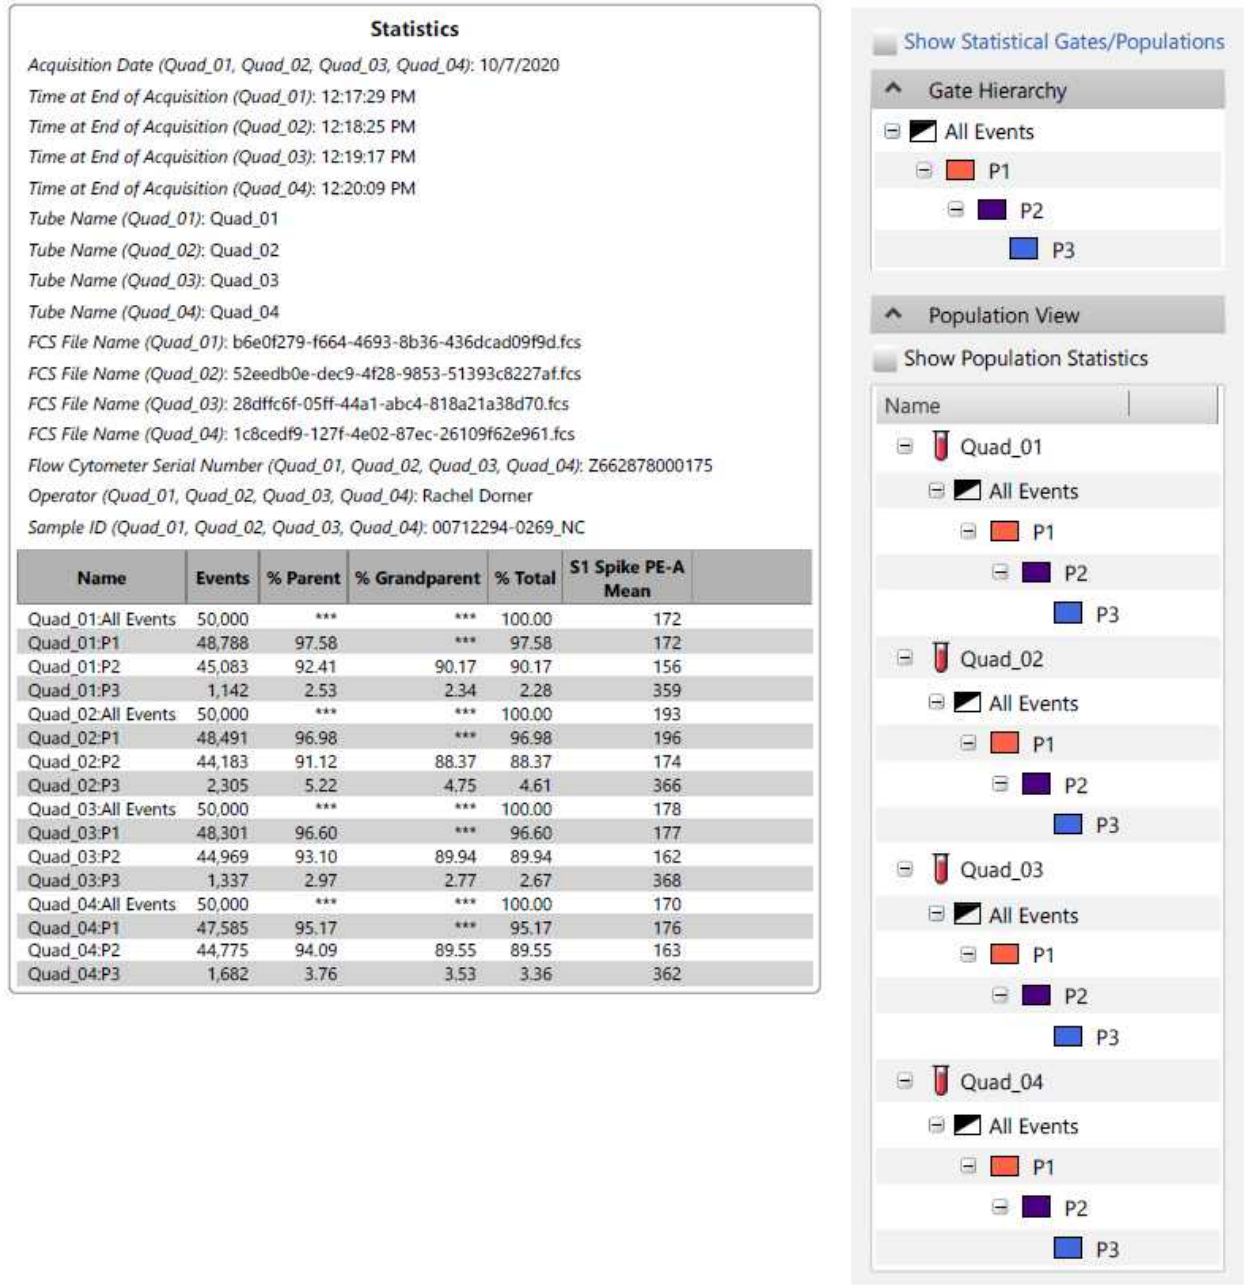 Statistics
Acquisition Date (Quad_01, Quad_02, Quad_03, Quad_04): 10/7/2020
Time at End of Acquisition (Quad_01): 12:17:29 PM
Time at End of Acquisition (Quad_02): 12:18:25 PM
Time at End of Acquisition (Quad_03): 12:19:17 PM
Time at End of Acquisition (Quad_04): 12:20:09 PM
Tube Name (Quad_01): Quad_01
Tube Name (Quad_02): Quad_02
Tube Name (Quad_03): Quad_03
Tube Name (Quad_04): Quad_04
FCS File Name (Quad_01): b6e0f279-f664-4693-8b36-436dcad09f9d.fcs
FCS File Name (Quad_02): 52eedb0e-dec9-4f28-9853-51393c8227af.fcs
FCS File Name (Quad_03): 28dffc6f-05ff-44a1-abc4-818a21a38d70.fcs
FCS File Name (Quad_04): 1c8cedf9-127f-4e02-87ec-26109f62e961.fcs
Flow Cytometer Serial Number (Quad_01, Quad_02, Quad_03, Quad_04): Z662878000175
Operator (Quad_01, Quad_02, Quad_03, Quad_04): Rachel Dorner
Sample ID (Quad_01, Quad_02, Quad_03, Quad_04): 00712294-0269_NC
Name Events % Parent % Grandparent % Total S1 Spike PE-A Mean
Quad_01:All Events 50,000 *** *** 100.00 172
Quad_01:P1 48,788 97.58 *** 97.58 172
Quad_01:P2 45,083 92.41 90.17 90.17 156
Quad_01:P3 1,142 2.53 2.34 2.28 359
Quad_02:All Events 50,000 *** *** 100.00 193
Quad_02:P1 48,491 96.98 *** 96.98 196
Quad_02:P2 44,183 91.12 88.37 88.37 174
Quad_02:P3 2,305 5.22 4.75 4.61 366
Quad_03:All Events 50,000 *** *** 100.00 178
Quad_03:P1 48,301 96.60 *** 96.60 177
Quad_03:P2 44,969 93.10 89.94 89.94 162
Quad_03:P3 1,337 2.97 2.77 2.67 368
Quad_04:All Events 50,000 *** *** 100.00 170
Quad_04:P1 47,585 95.17 *** 95.17 176
Quad_04:P2 44,775 94.09 89.55 89.55 163
Quad_04:P3 1,682 3.76 3.53 3.36 362
Show Statistical Gates/Populations
Gate Hierarchy
All Events
P1
P2
P3
Population View
Show Population Statistics
Name
Quad_01
All Events
P1
P2
P3
Quad_02
All Events
P1
P2
P3
Quad_03
All Events
P1
P2
P3
Quad_04
All Events
P1
P2
P3